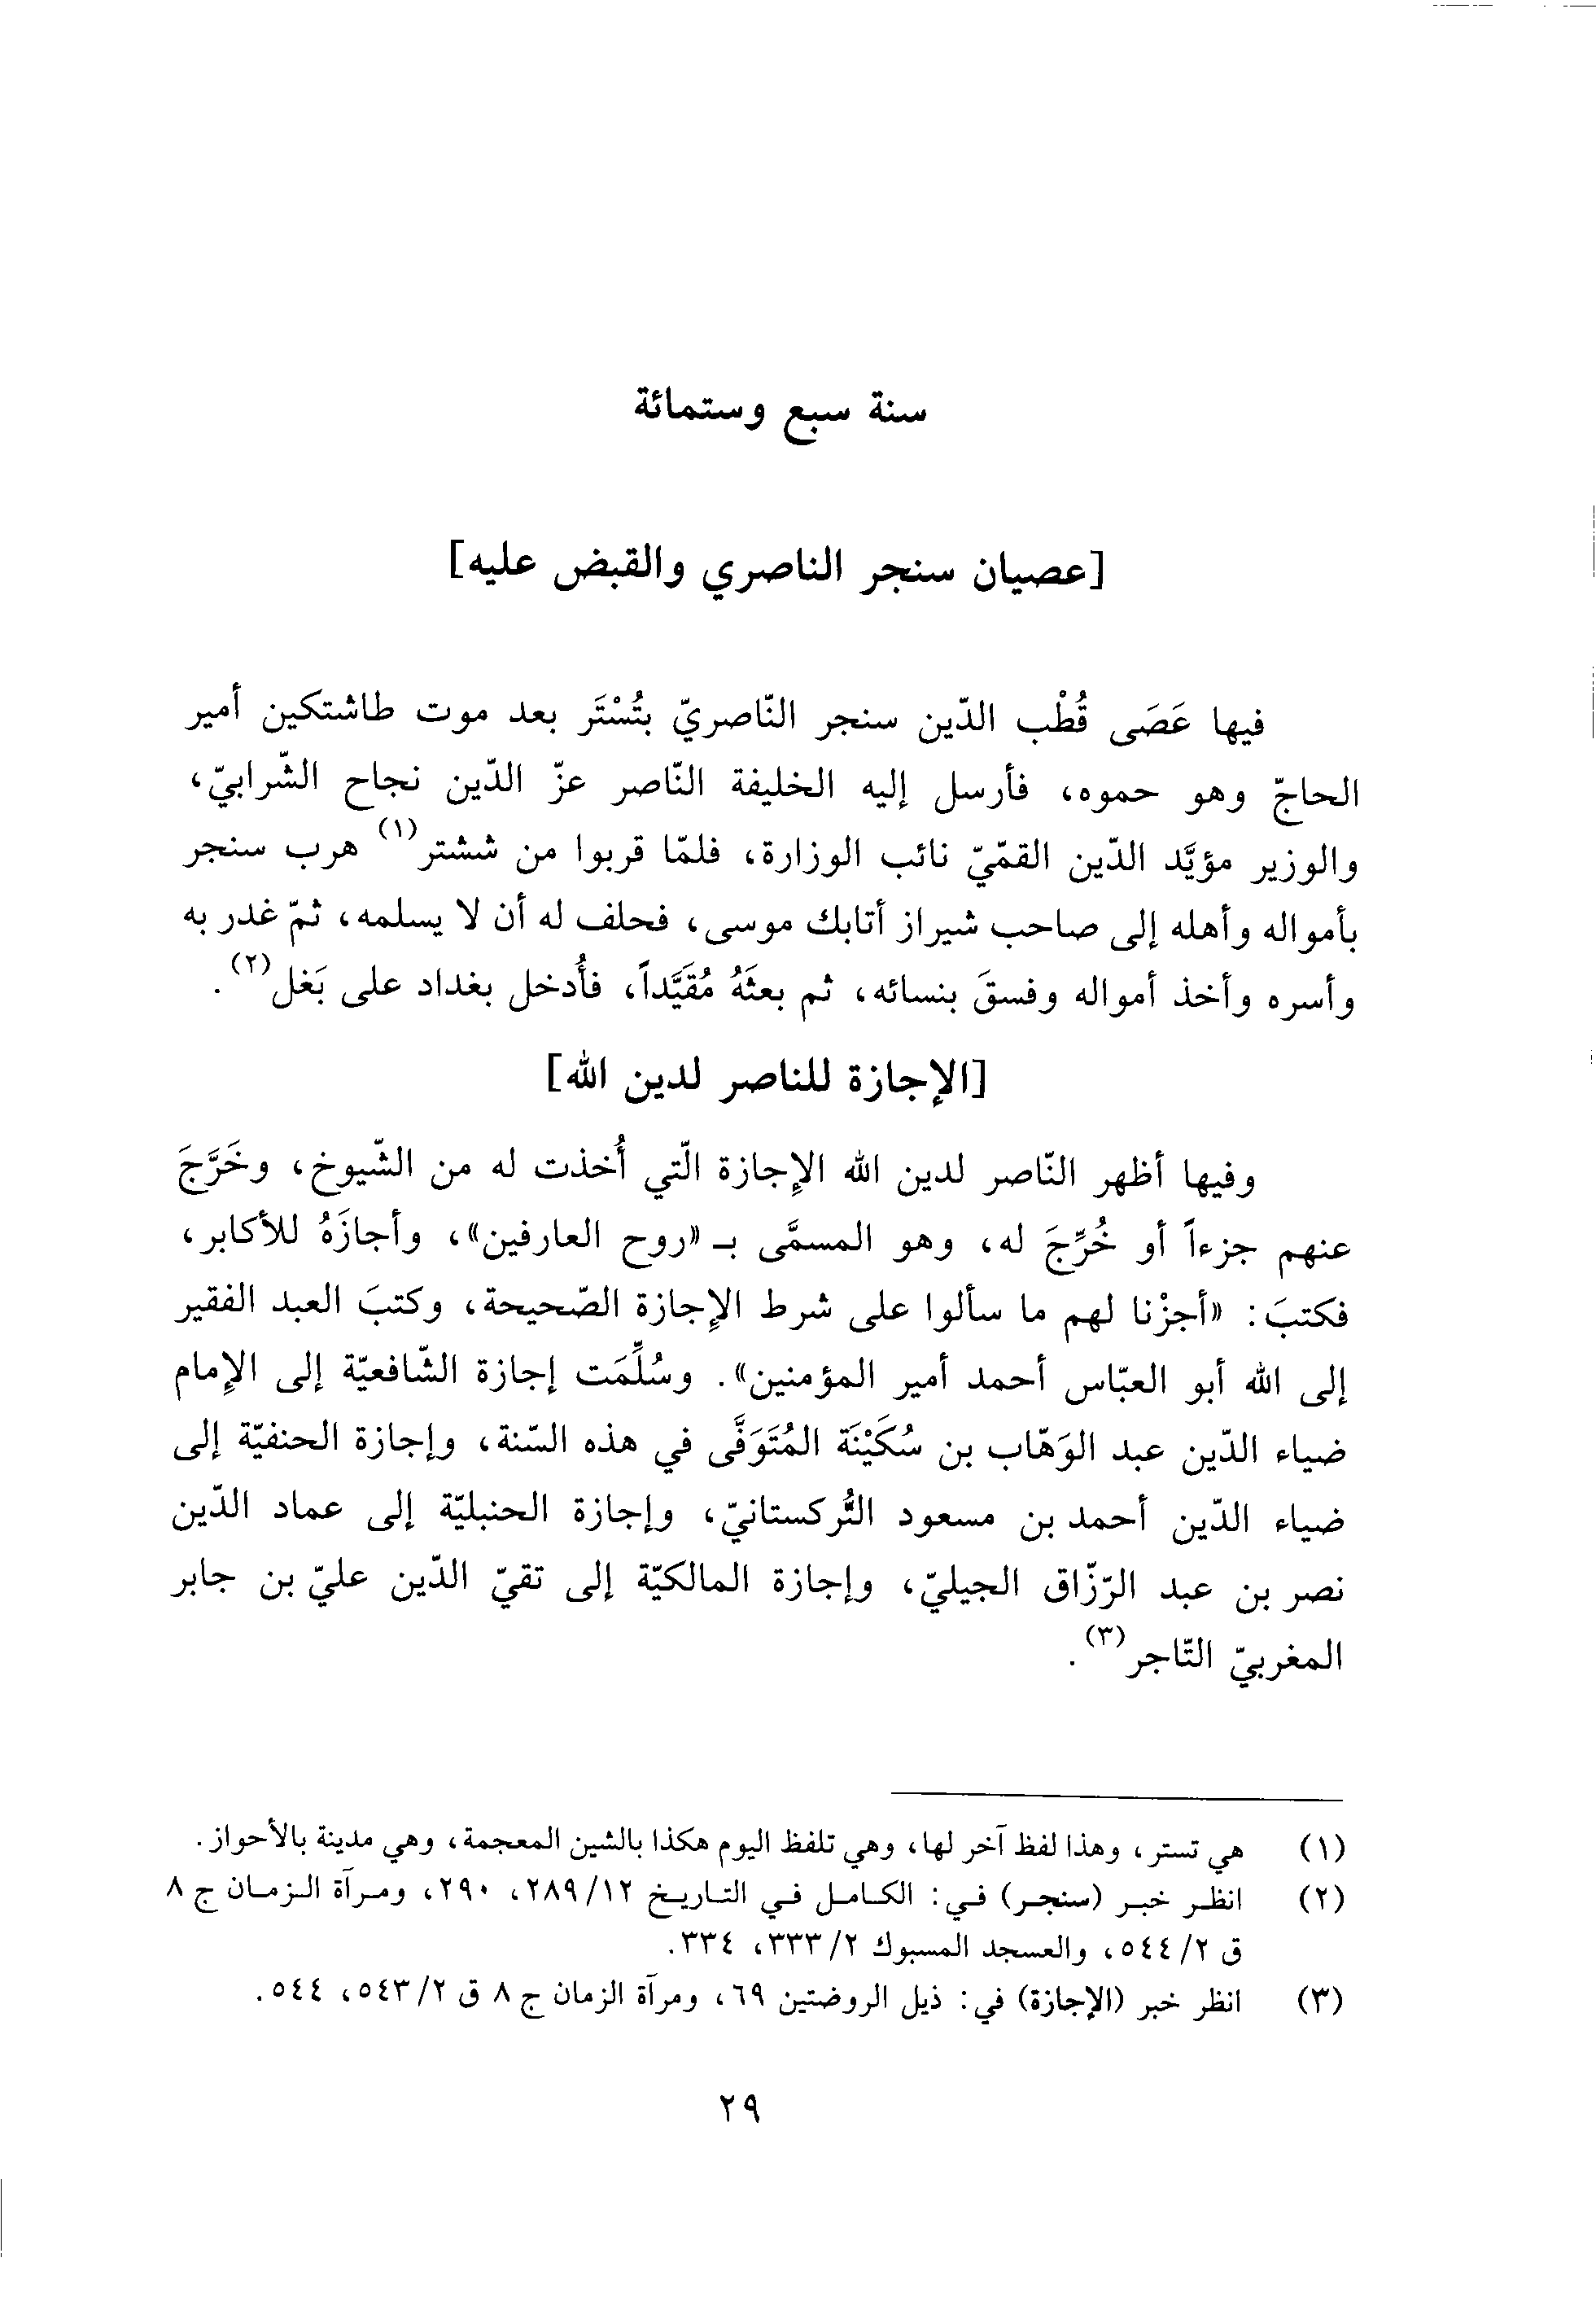 سنة سبع وستمائة
[عصيان سنجر الناصري والقبض عليه]
فيها عَصَى قُطْب الدّين سنجر النّاصريّ بتُسْتَر بعد موت طاشتكين أمير
الحاجّ وهو حموه، فأرسل إليه الخليفة النّاصر عزّ الدّين نجاح الشّرابيّ،
والوزير مؤيَّد الدّين القمّيّ نائب الوزارة، فلمّا قربوا من ششتر(١) هرب سنجر
بأمواله وأهله إلى صاحب شيراز أتابك موسى، فحلف له أن لا يسلمه، ثمّ غدر به
وأسره وأخذ أمواله وفسقَ بنسائه، ثم بعثَهُ مُقَيَّداً، فأُدخل بغداد على بَغل(٢).
[الإجازة للناصر لدين الله]
وفيها أظهر النّاصر لدين الله الإجازة الّتي أُخذت له من الشّيوخ، وخَرَّجَ
عنهم جزءاً أو خُرِّجَ له، وهو المسمَّى بـ «روح العارفين»، وأجازَهُ للأكابر،
فكتبَ: «أجزْنا لهم ما سألوا على شرط الإجازة الصّحيحة، وكتبَ العبد الفقير
إلى الله أبو العبّاس أحمد أمير المؤمنين». وسُلِّمَت إجازة الشّافعيّة إلى الإمام
ضياء الدّين عبد الوَهّاب بن سُكَيْنَة المُتَوَفَّى في هذه السّنة، وإجازة الحنفيّة إلى
ضياء الدّين أحمد بن مسعود التُّركستانيّ، وإجازة الحنبليّة إلى عماد الدّين
نصر بن عبد الرّزّاق الجيليّ، وإجازة المالكيّة إلى تقيّ الدّين عليّ بن جابر
المغربيّ التّاجر(٣).
(١) هي تستر، وهذا لفظ آخر لها، وهي تلفظ اليوم هكذا بالشين المعجمة، وهي مدينة بالأحواز.
(٢) انظر خبر (سنجر) في: الكامل في التاريخ ١٢/ ٢٨٩، ٢٩٠، ومرآة الزمان ج ٨
ق ٢/ ٥٤٤، والعسجد المسبوك ٢/ ٣٣٣، ٣٣٤.
(٣) انظر خبر (الإجازة) في: ذيل الروضتين ٦٩، ومرآة الزمان ج ٨ ق ٢/ ٥٤٣، ٥٤٤.
٢٩